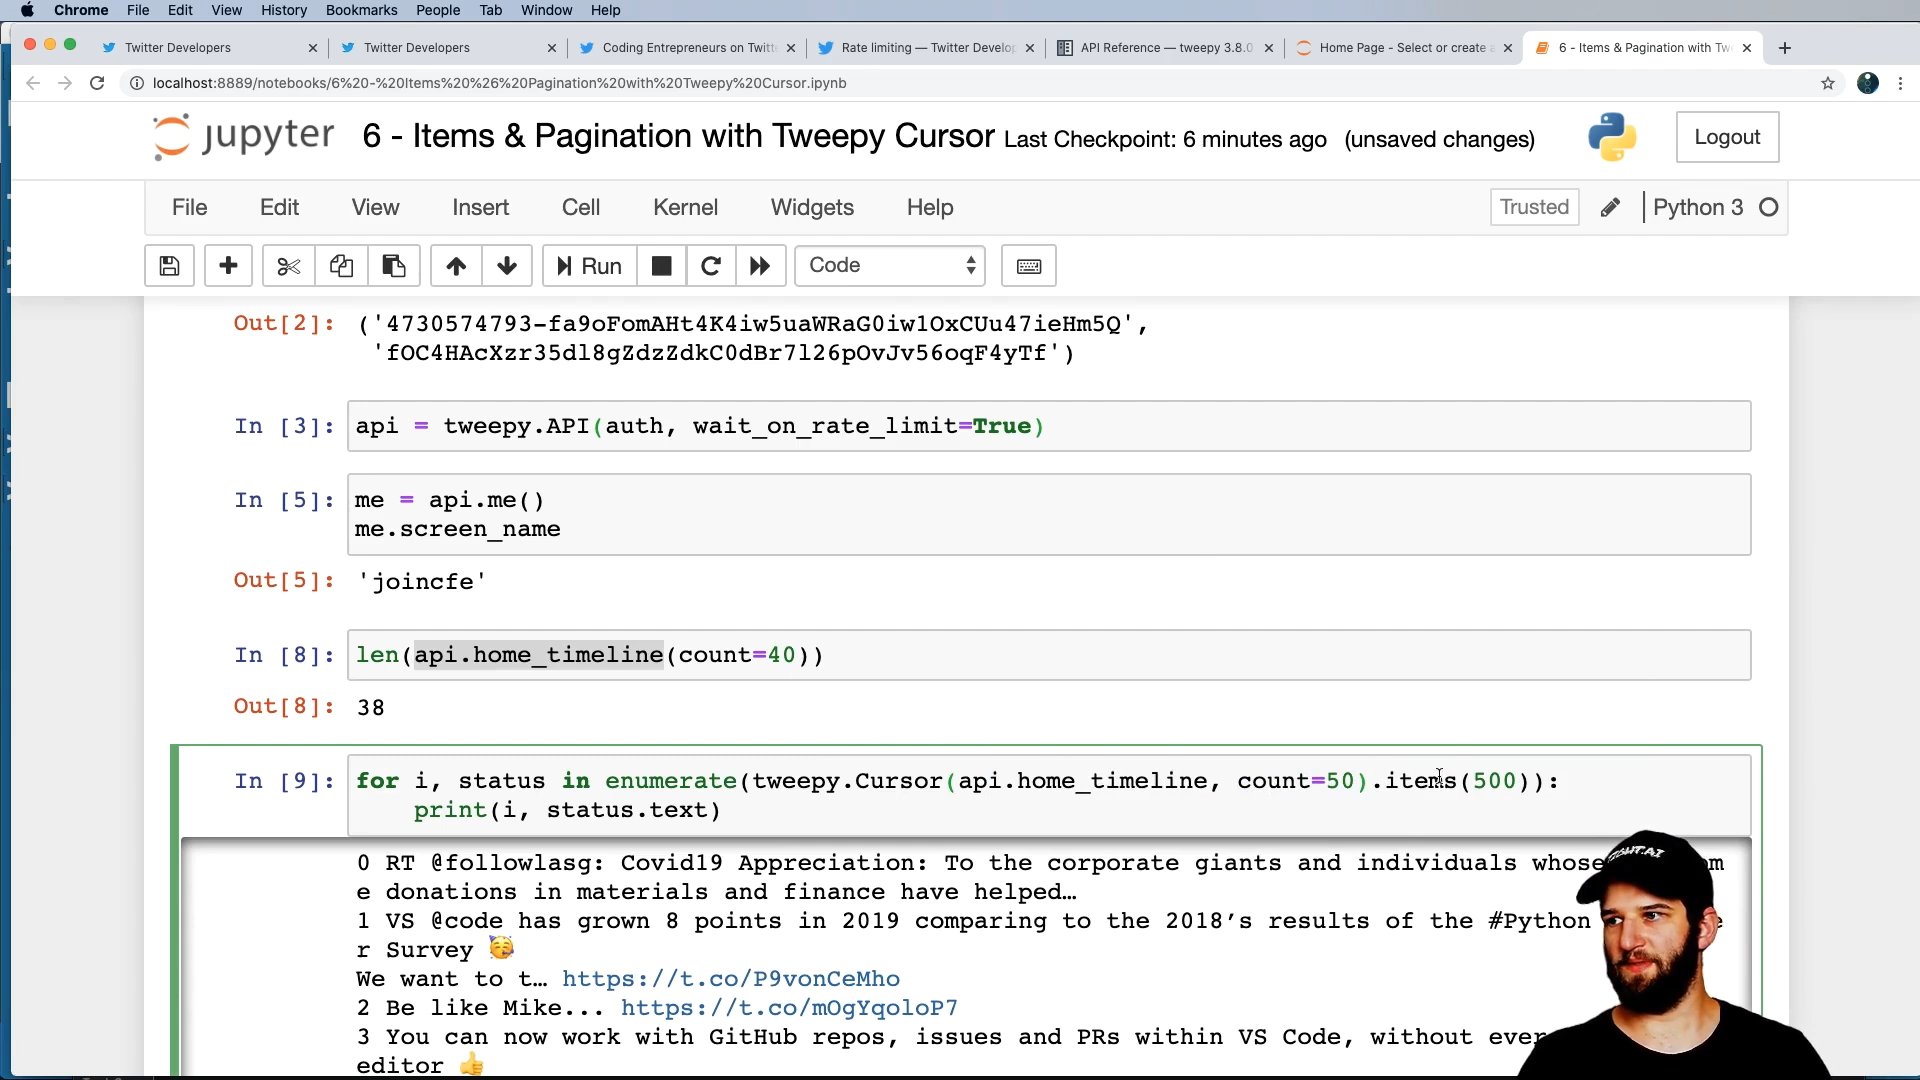 Chrome File Edit View History Bookmarks People Tab Window Help
Twitter Developers Twitter Developers Coding Entrepreneurs on Twitt Rate limiting — Twitter Develop API Reference — tweepy 3.8.0 Home Page - Select or create a 6 - Items & Pagination with Tw
localhost:8889/notebooks/6%20-%20Items%20%26%20Pagination%20with%20Tweepy%20Cursor.ipynb
jupyter 6 - Items & Pagination with Tweepy Cursor Last Checkpoint: 6 minutes ago (unsaved changes) Logout
File Edit View Insert Cell Kernel Widgets Help Trusted Python 3
Run Code
Out[2]: ('4730574793-fa9oFomAHt4K4iw5uaWRaG0iw1OxCUu47ieHm5Q',
'fOC4HAcXzr35dl8gZdzZdkC0dBr7l26pOvJv56oqF4yTf')
In [3]: api = tweepy.API(auth, wait_on_rate_limit=True)
In [5]: me = api.me()
me.screen_name
Out[5]: 'joincfe'
In [8]: len(api.home_timeline(count=40))
Out[8]: 38
In [9]: for i, status in enumerate(tweepy.Cursor(api.home_timeline, count=50).items(500)):
print(i, status.text)
0 RT @followlasg: Covid19 Appreciation: To the corporate giants and individuals whose
e donations in materials and finance have helped…
1 VS @code has grown 8 points in 2019 comparing to the 2018's results of the #Python
r Survey 🥳
We want to t… https://t.co/P9vonCeMho
2 Be like Mike... https://t.co/mOgYqoloP7
3 You can now work with GitHub repos, issues and PRs within VS Code, without ever
editor 👍